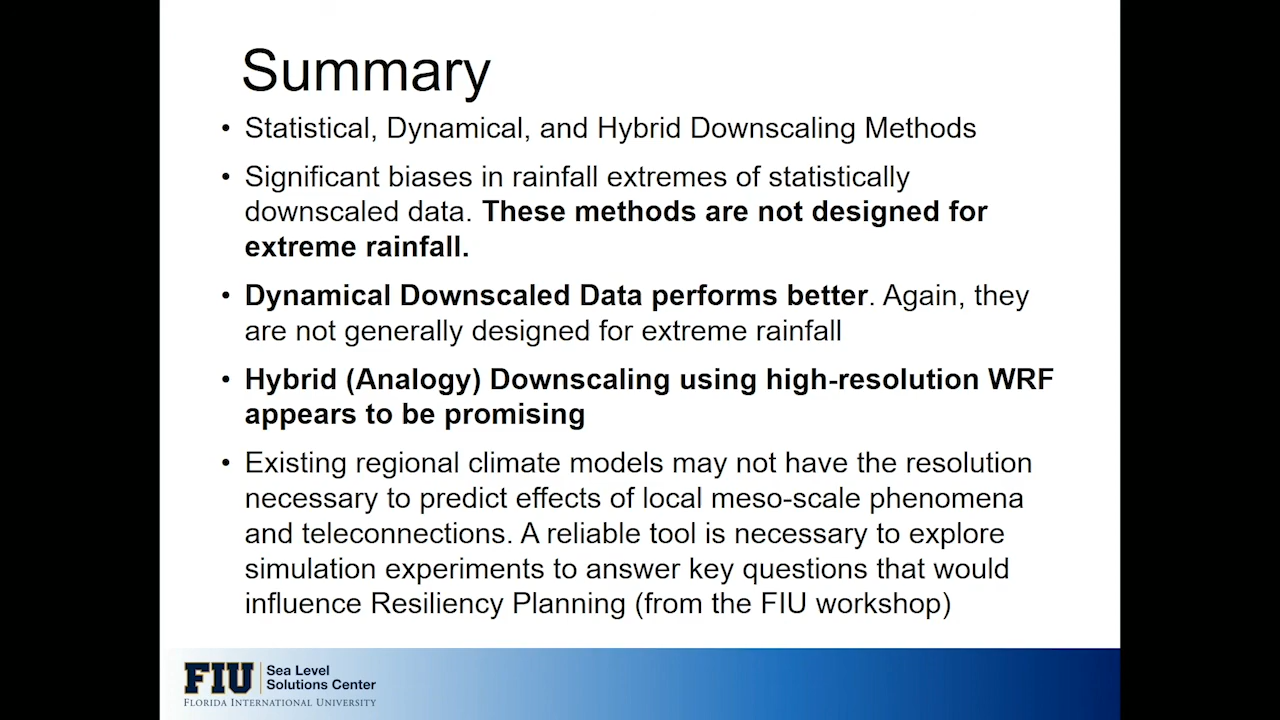 Summary
• Statistical, Dynamical, and Hybrid Downscaling Methods
• Significant biases in rainfall extremes of statistically
downscaled data. These methods are not designed for
extreme rainfall.
• Dynamical Downscaled Data performs better. Again, they
are not generally designed for extreme rainfall
• Hybrid (Analogy) Downscaling using high-resolution WRF
appears to be promising
• Existing regional climate models may not have the resolution
necessary to predict effects of local meso-scale phenomena
and teleconnections. A reliable tool is necessary to explore
simulation experiments to answer key questions that would
influence Resiliency Planning (from the FIU workshop)
FIU
Sea Level
Solutions Center
FLORIDA INTERNATIONAL UNIVERSITY